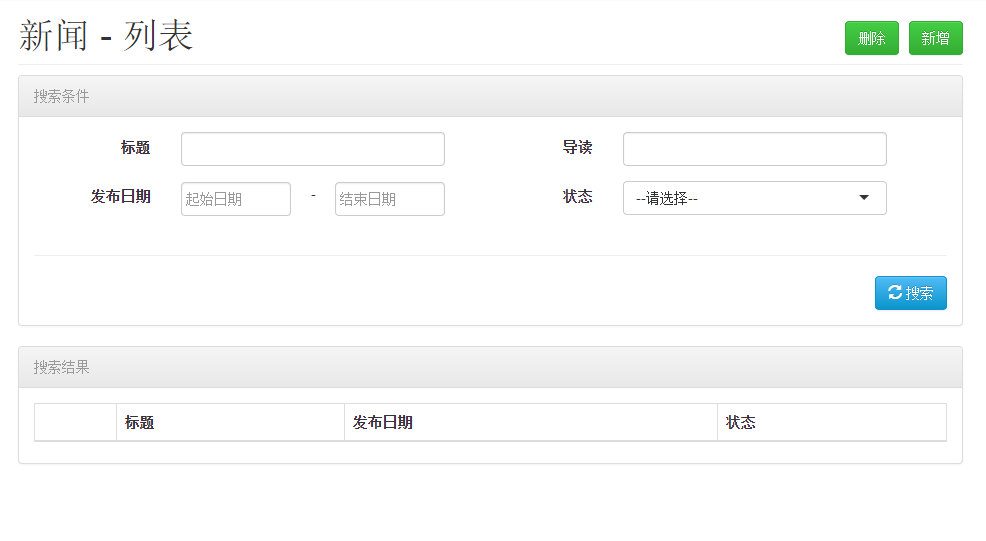 新闻 - 列表
删除 新增
搜索条件
标题 导读
发布日期 起始日期 - 结束日期 状态 --请选择--
搜索
搜索结果
标题 发布日期 状态